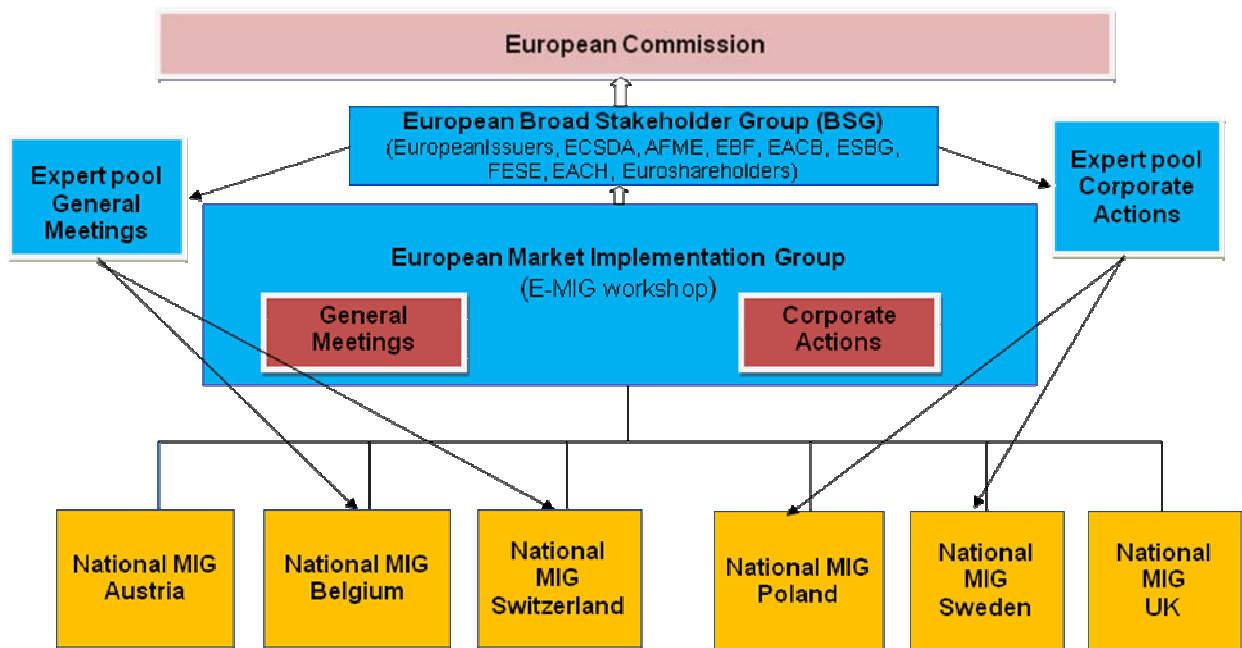 European Commission
European Broad Stakeholder Group (BSG)
(EuropeanIssuers, ECSDA, AFME, EBF, EACB, ESBG,
FESE, EACH, Euroshareholders)
Expert pool
General
Meetings
Expert pool
Corporate
Actions
European Market Implementation Group
(E-MIG workshop)
General
Meetings
Corporate
Actions
National MIG
Austria
National MIG
Belgium
National
MIG
Switzerland
National MIG
Poland
National
MIG
Sweden
National
MIG
UK